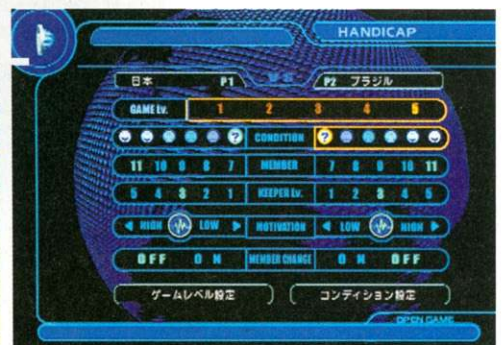 HANDICAP
日本 P1 VS P2 ブラジル
GAME Lv. 1 2 3 4 5
? CONDITION ?
11 10 9 8 7 MEMBER 7 8 9 10 11
5 4 3 2 1 KEEPER Lv. 1 2 3 4 5
HIGH LOW MOTIVATION LOW HIGH
OFF ON MEMBER CHANGE ON OFF
ゲームレベル設定 コンディション設定
OPEN GAME